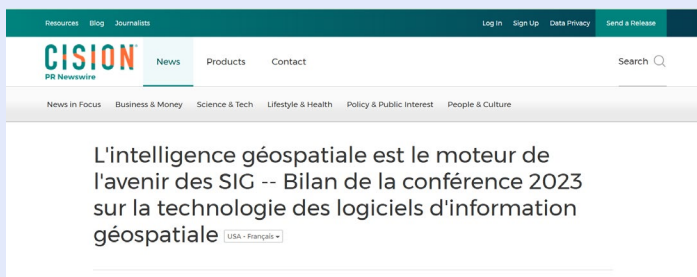 Resources Blog Journalists Log In Sign Up Data Privacy Send a Release
CISION
PR Newswire
News Products Contact Search
News in Focus Business & Money Science & Tech Lifestyle & Health Policy & Public Interest People & Culture
L'intelligence géospatiale est le moteur de
l'avenir des SIG -- Bilan de la conférence 2023
sur la technologie des logiciels d'information
géospatiale USA - Français